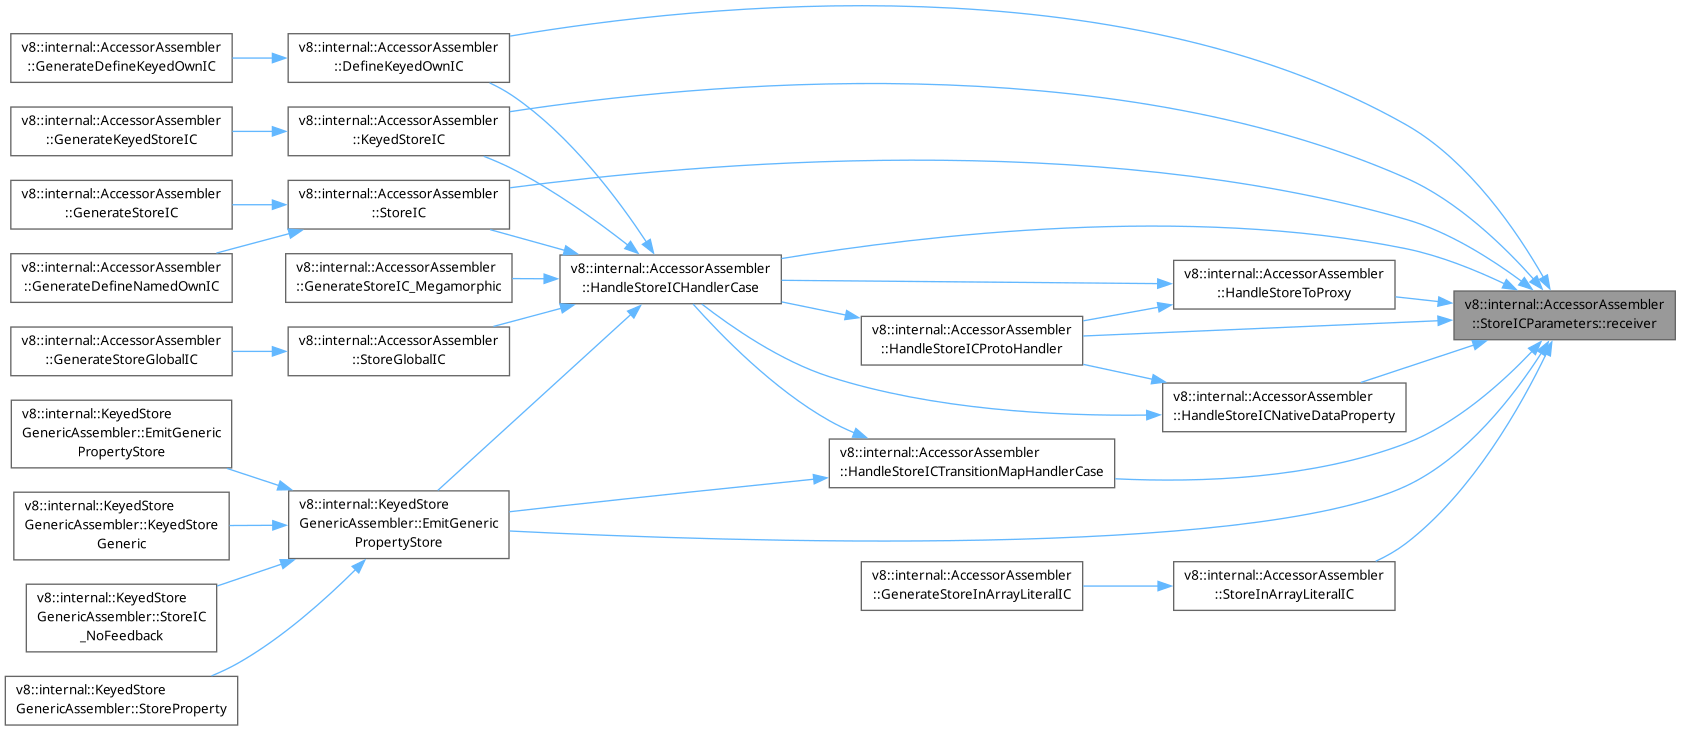 v8::internal::AccessorAssembler
::GenerateDefineKeyedOwnIC
v8::internal::AccessorAssembler
::DefineKeyedOwnIC
v8::internal::AccessorAssembler
::GenerateKeyedStoreIC
v8::internal::AccessorAssembler
::KeyedStoreIC
v8::internal::AccessorAssembler
::GenerateStoreIC
v8::internal::AccessorAssembler
::StoreIC
v8::internal::AccessorAssembler
::GenerateDefineNamedOwnIC
v8::internal::AccessorAssembler
::GenerateStoreIC_Megamorphic
v8::internal::AccessorAssembler
::HandleStoreICHandlerCase
v8::internal::AccessorAssembler
::HandleStoreToProxy
v8::internal::AccessorAssembler
::StoreICParameters::receiver
v8::internal::AccessorAssembler
::GenerateStoreGlobalIC
v8::internal::AccessorAssembler
::StoreGlobalIC
v8::internal::AccessorAssembler
::HandleStoreICProtoHandler
v8::internal::AccessorAssembler
::HandleStoreICNativeDataProperty
v8::internal::KeyedStore
GenericAssembler::EmitGeneric
PropertyStore
v8::internal::AccessorAssembler
::HandleStoreICTransitionMapHandlerCase
v8::internal::KeyedStore
GenericAssembler::KeyedStore
Generic
v8::internal::KeyedStore
GenericAssembler::EmitGeneric
PropertyStore
v8::internal::AccessorAssembler
::GenerateStoreInArrayLiteralIC
v8::internal::AccessorAssembler
::StoreInArrayLiteralIC
v8::internal::KeyedStore
GenericAssembler::StoreIC
_NoFeedback
v8::internal::KeyedStore
GenericAssembler::StoreProperty